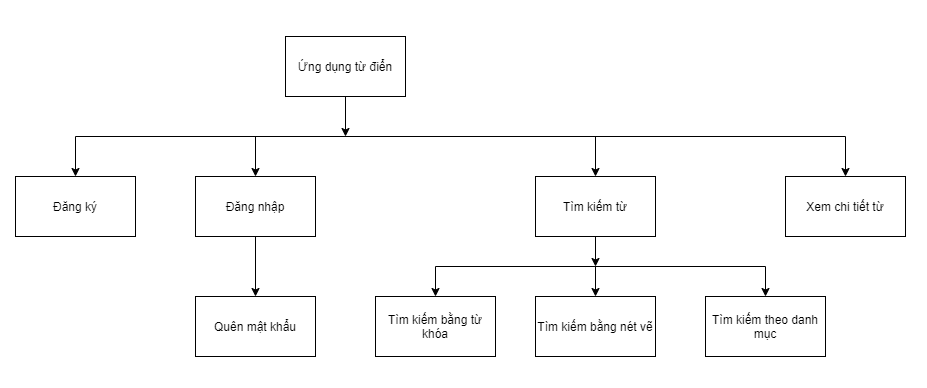 Ứng dụng từ điển
Đăng ký
Đăng nhập
Tìm kiếm từ
Xem chi tiết từ
Quên mật khẩu
Tìm kiếm bằng từ
khóa
Tìm kiếm bằng nét vẽ
Tìm kiếm theo danh
mục